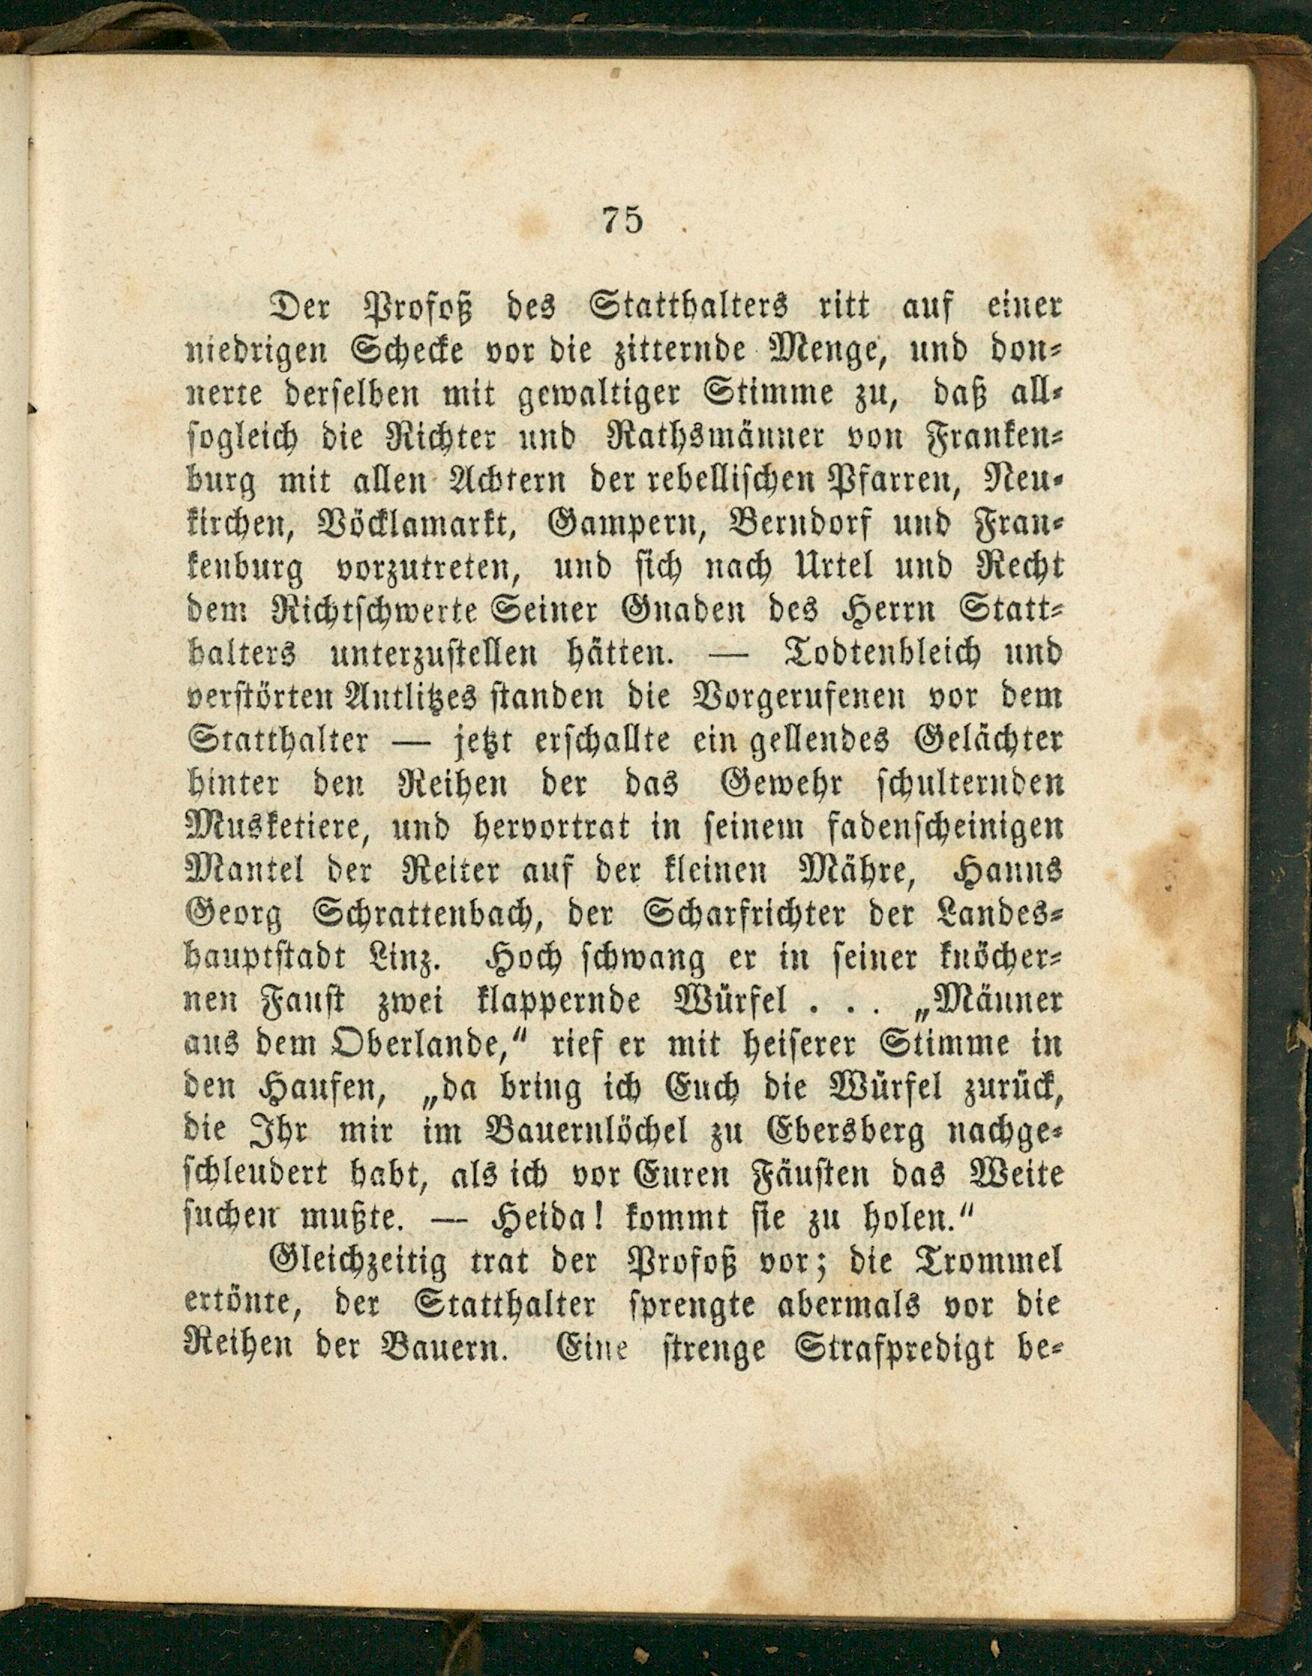 75
Der Profoß des Statthalters ritt auf einer
niedrigen Schecke vor die zitternde Menge, und don-
nerte derselben mit gewaltiger Stimme zu, daß all-
sogleich die Richter und Rathsmänner von Franken-
burg mit allen Achtern der rebellischen Pfarren, Neu-
kirchen, Vöcklamarkt, Gampern, Berndorf und Fran-
kenburg vorzutreten, und sich nach Urtel und Recht
dem Richtschwerte Seiner Gnaden des Herrn Statt-
halters unterzustellen hätten. — Todtenbleich und
verstörten Antlitzes standen die Vorgerufenen vor dem
Statthalter — jetzt erschallte ein gellendes Gelächter
hinter den Reihen der das Gewehr schulternden
Musketiere, und hervortrat in seinem fadenscheinigen
Mantel der Reiter auf der kleinen Mähre, Hanns
Georg Schrattenbach, der Scharfrichter der Landes-
hauptstadt Linz. Hoch schwang er in seiner knöcher-
nen Faust zwei klappernde Würfel . . . „Männer
aus dem Oberlande,“ rief er mit heiserer Stimme in
den Haufen, „da bring ich Euch die Würfel zurück,
die Ihr mir im Bauernlöchel zu Ebersberg nachge-
schleudert habt, als ich vor Euren Fäusten das Weite
suchen mußte. — Heida! kommt sie zu holen.“
Gleichzeitig trat der Profoß vor; die Trommel
ertönte, der Statthalter sprengte abermals vor die
Reihen der Bauern. Eine strenge Strafpredigt be-